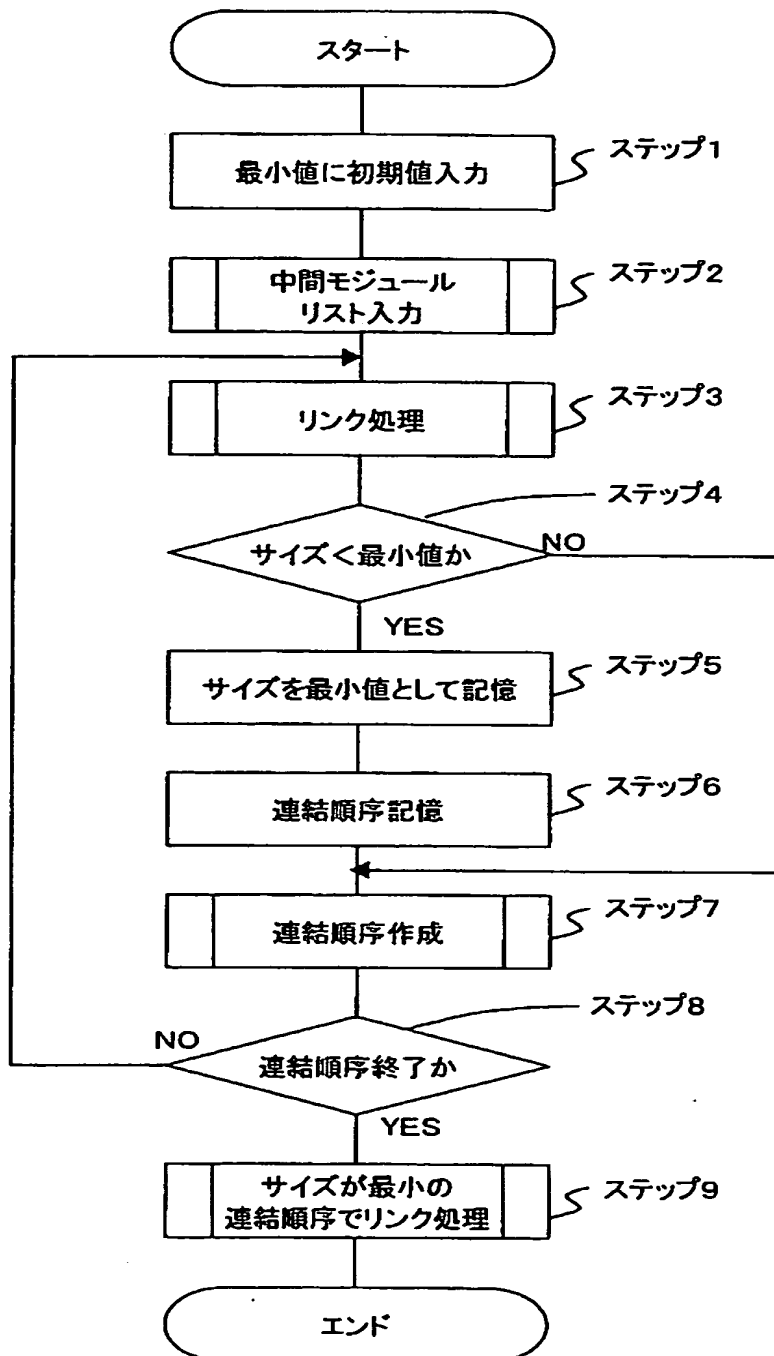 スタート
最小値に初期値入力
ステップ1
中間モジュール
リスト入力
ステップ2
リンク処理
ステップ3
ステップ4
サイズ<最小値か
NO
YES
サイズを最小値として記憶
ステップ5
連結順序記憶
ステップ6
連結順序作成
ステップ7
ステップ8
NO
連結順序終了か
YES
サイズが最小の
連結順序でリンク処理
ステップ9
エンド